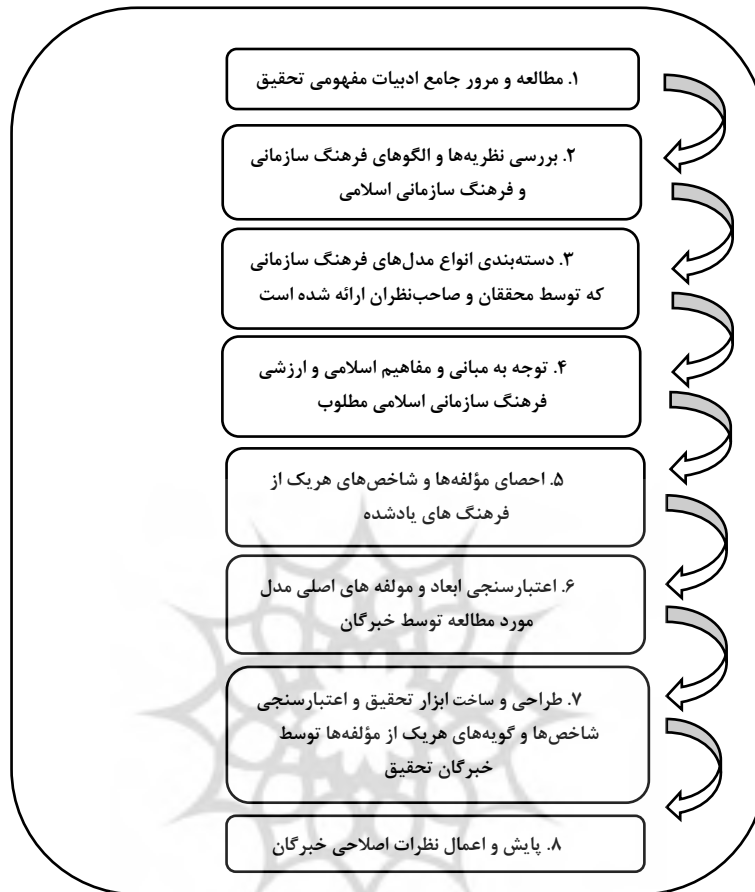 ۱. مطالعه و مرور جامع ادبیات مفهومی تحقیق
۲. بررسی نظریه‌ها و الگوهای فرهنگ سازمانی
و فرهنگ سازمانی اسلامی
۳. دسته‌بندی انواع مدل‌های فرهنگ سازمانی
که توسط محققان و صاحب‌نظران ارائه شده است
۴. توجه به مبانی و مفاهیم اسلامی و ارزشی
فرهنگ سازمانی اسلامی مطلوب
۵. احصای مؤلفه‌ها و شاخص‌های هریک از
فرهنگ های یادشده
۶. اعتبارسنجی ابعاد و مولفه های اصلی مدل
مورد مطالعه توسط خبرگان
۷. طراحی و ساخت ابزار تحقیق و اعتبارسنجی
شاخص‌ها و گویه‌های هریک از مؤلفه‌ها توسط
خبرگان تحقیق
۸. پایش و اعمال نظرات اصلاحی خبرگان